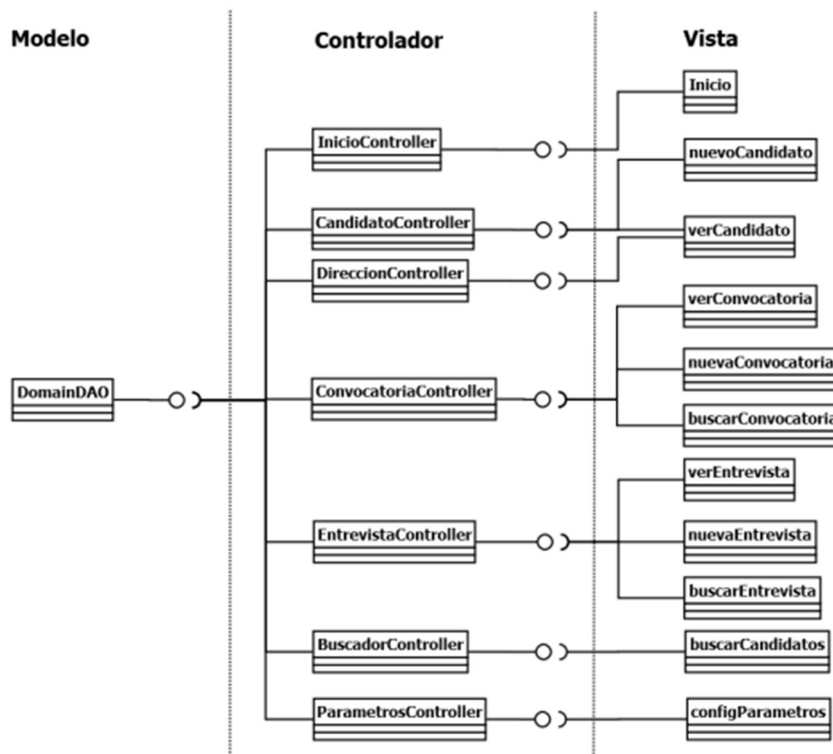 Modelo
Controlador
Vista
Inicio
InicioController
nuevoCandidato
CandidatoController
verCandidato
DireccionController
verConvocatoria
nuevaConvocatoria
DomainDAO
ConvocatoriaController
buscarConvocatoria
verEntrevista
EntrevistaController
nuevaEntrevista
buscarEntrevista
BuscadorController
buscarCandidatos
ParametrosController
configParametros